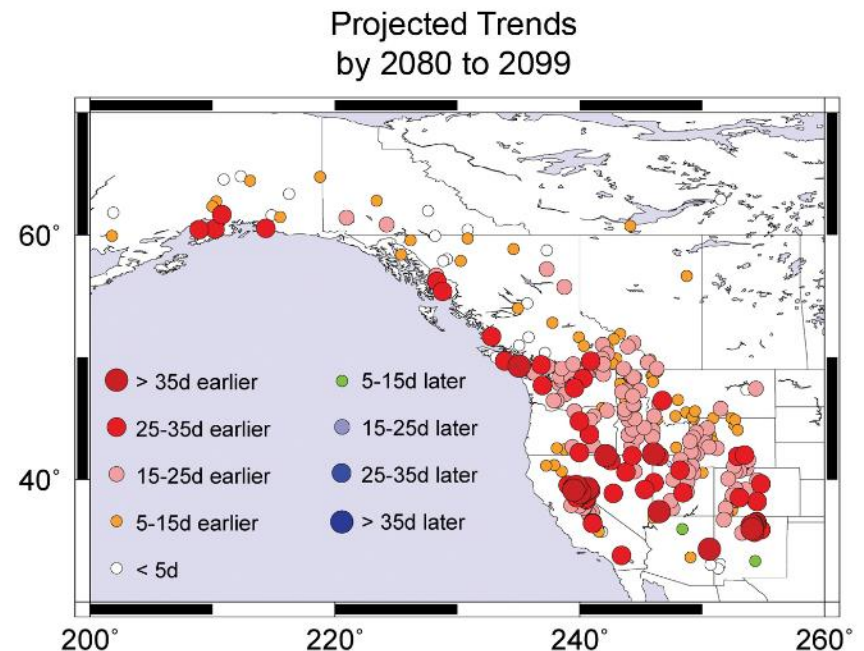 Projected Trends
by 2080 to 2099
60°
40°
> 35d earlier
25-35d earlier
15-25d earlier
5-15d earlier
< 5d
5-15d later
15-25d later
25-35d later
> 35d later
200° 220° 240° 260°